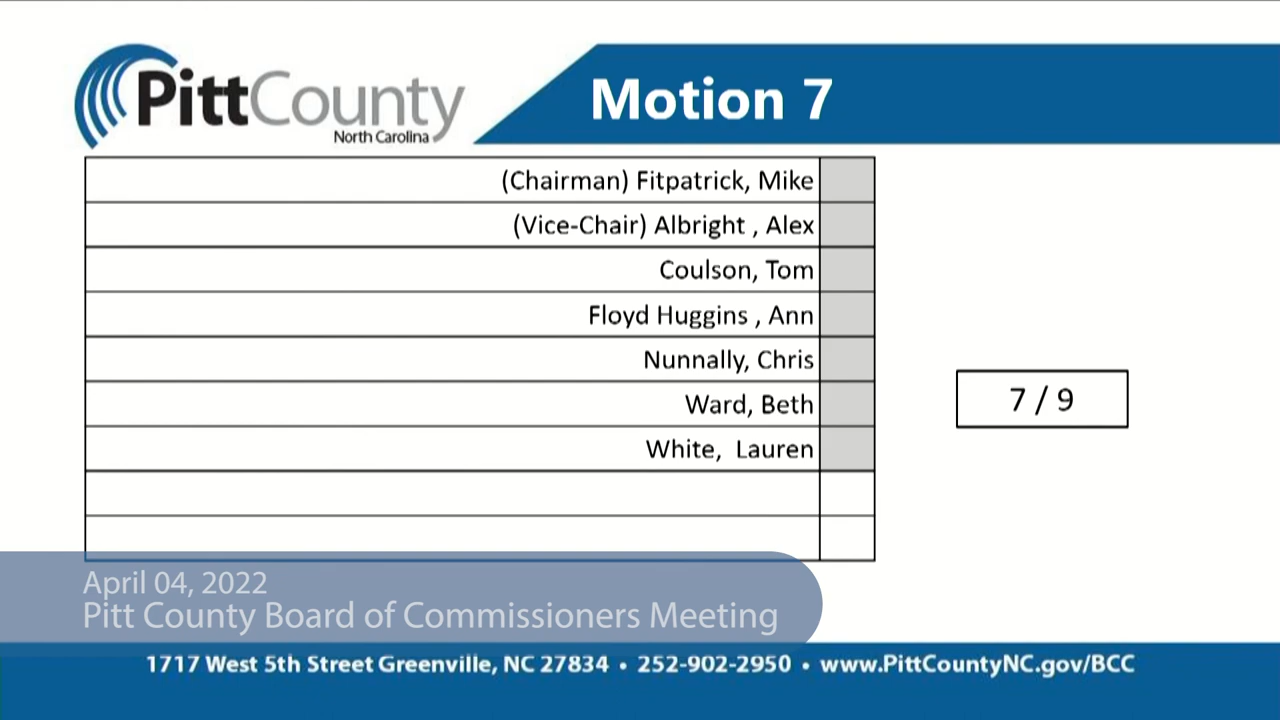 PittCounty
North Carolina
Motion 7
(Chairman) Fitpatrick, Mike
(Vice-Chair) Albright , Alex
Coulson, Tom
Floyd Huggins , Ann
Nunnally, Chris
Ward, Beth
White,  Lauren
7 / 9
April 04, 2022
Pitt County Board of Commissioners Meeting
1717 West 5th Street Greenville, NC 27834 • 252-902-2950 • www.PittCountyNC.gov/BCC